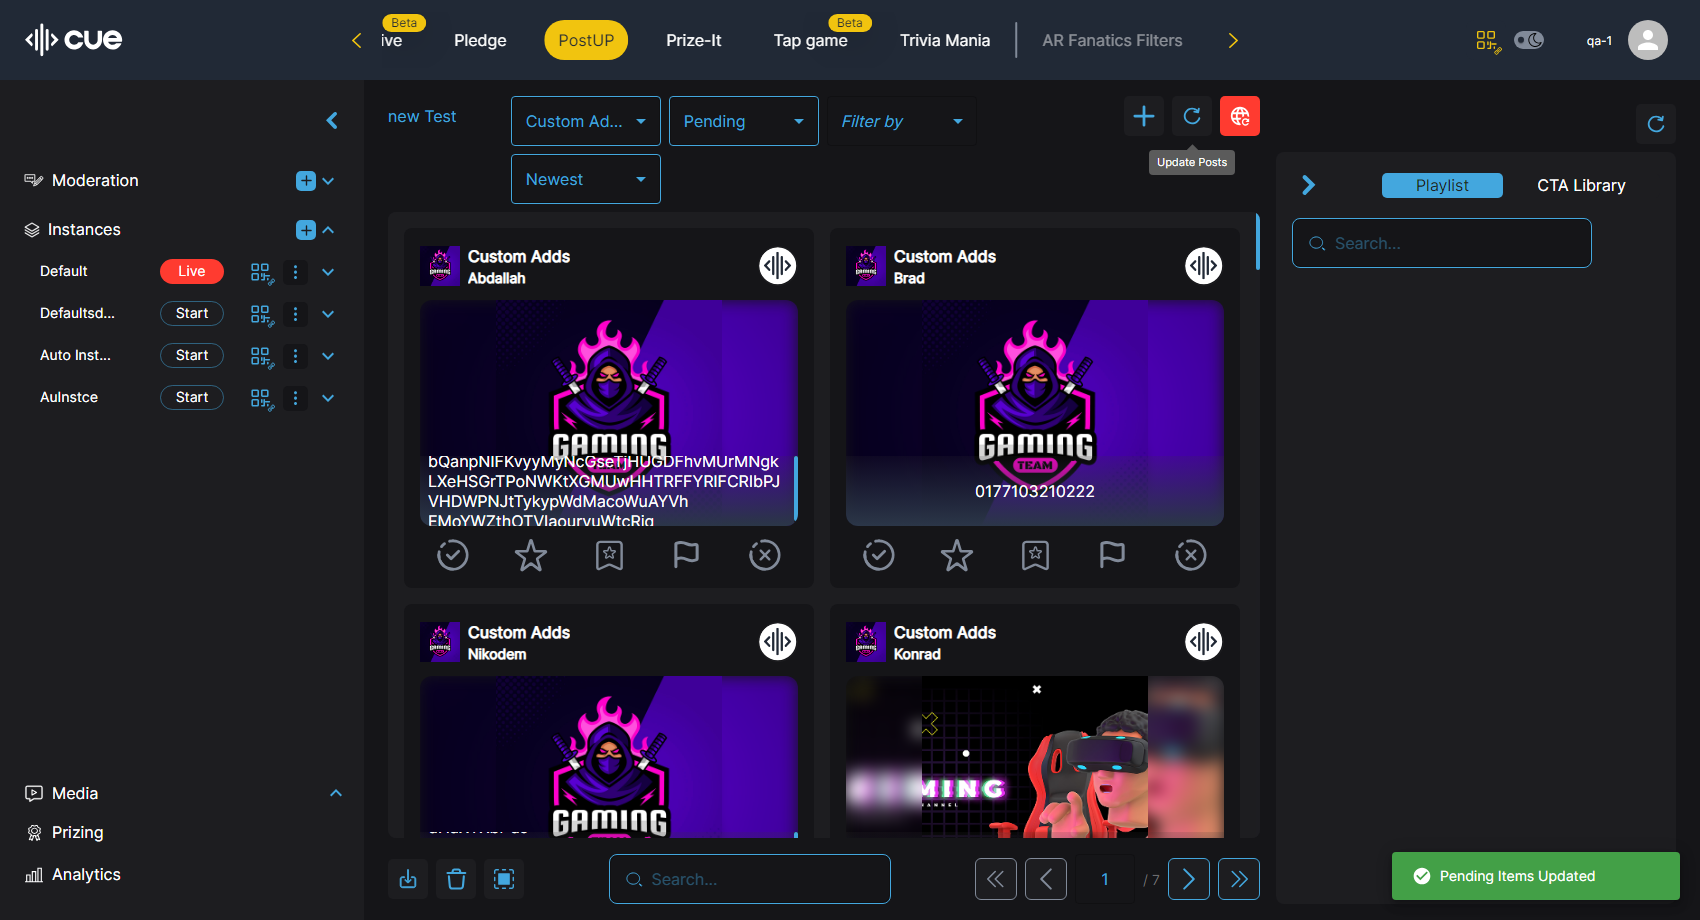 cue
ive
Beta
Pledge
PostUP
Prize-It
Tap game
Beta
Trivia Mania
AR Fanatics Filters
qa-1
Moderation
Instances
Default
Live
Defaultsd...
Start
Auto Inst...
Start
AuInstce
Start
Media
Prizing
Analytics
new Test
Custom Ad...
Pending
Filter by
Newest
Update Posts
Custom Adds
Abdallah
GAMING
bQanpNIFKvyyMyNcGseTjHUGDFhvMUrMNgk
LXeHSGrTPoNWKtXGMUwHHTRFFYRIFCRIbPJ
VHDWPNJtTykypWdMacoWuAYVh
EMoYWZthOTVIaouryuWtcRig
Custom Adds
Brad
GAMING
TEAM
0177103210222
Custom Adds
Nikodem
GAMING
Custom Adds
Konrad
MING
Search...
1
/ 7
Playlist
CTA Library
Search...
Pending Items Updated